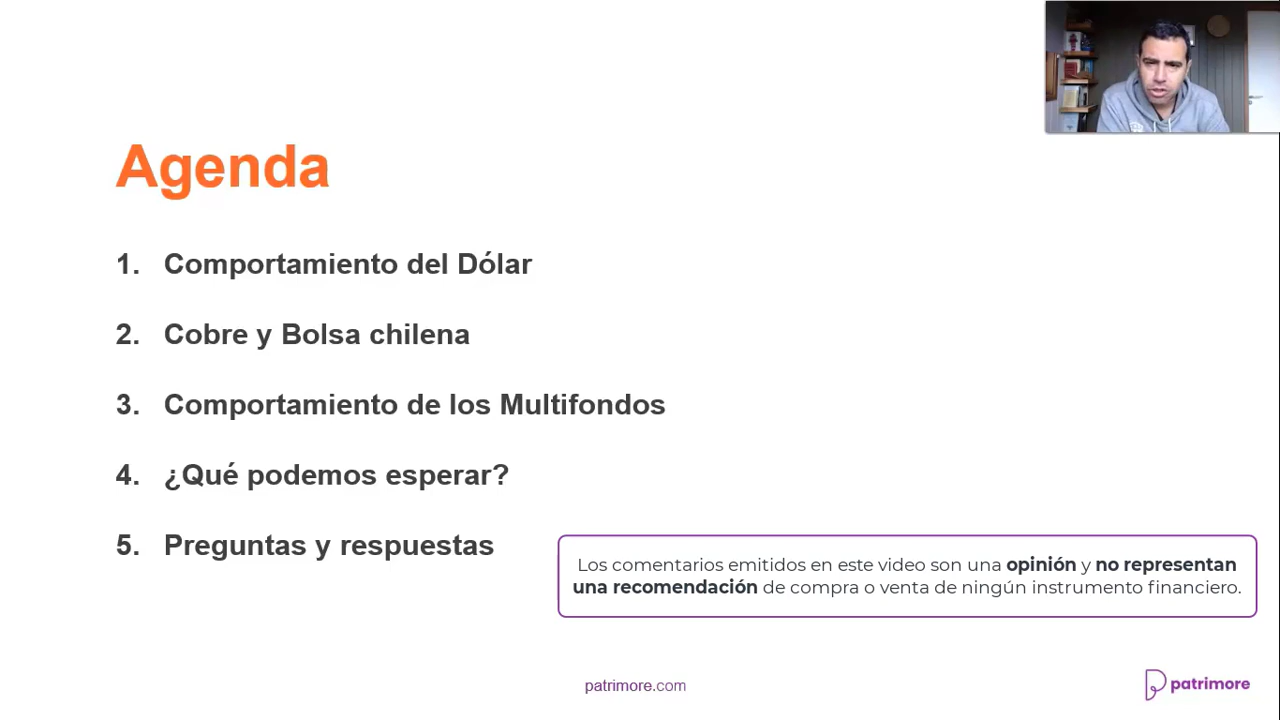 Agenda
1. Comportamiento del Dólar
2. Cobre y Bolsa chilena
3. Comportamiento de los Multifondos
4. ¿Qué podemos esperar?
5. Preguntas y respuestas
Los comentarios emitidos en este video son una opinión y no representan
una recomendación de compra o venta de ningún instrumento financiero.
patrimore.com
patrimore